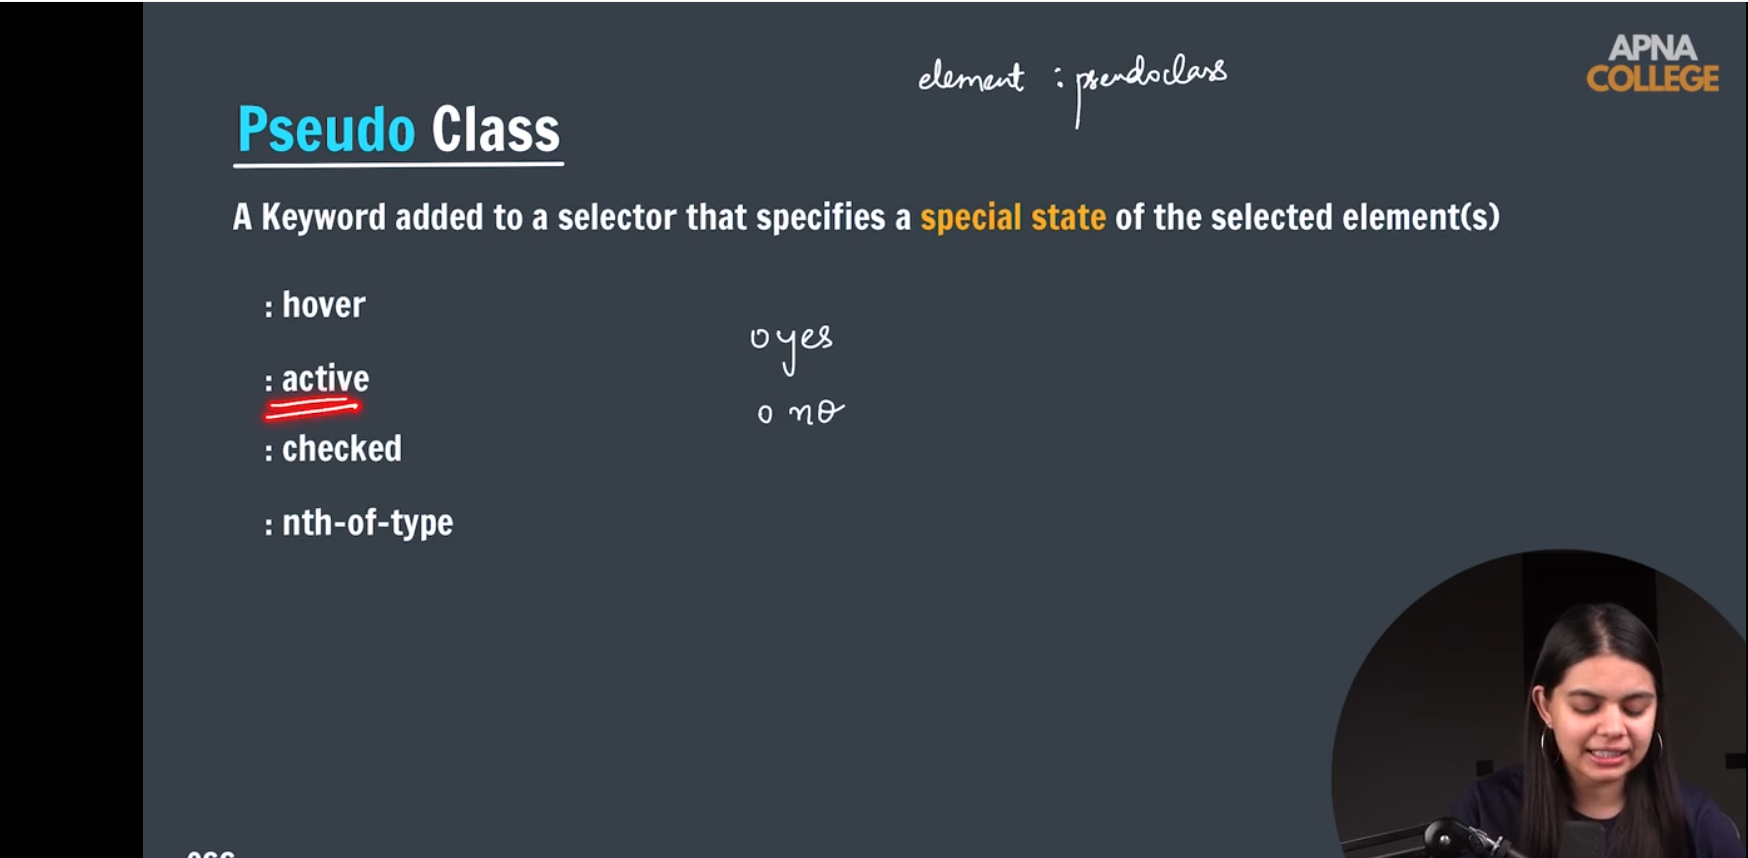 element :pseudoclass
APNA
COLLEGE
Pseudo Class
A Keyword added to a selector that specifies a special state of the selected element(s)
: hover
o yes
: active
o no
: checked
: nth-of-type